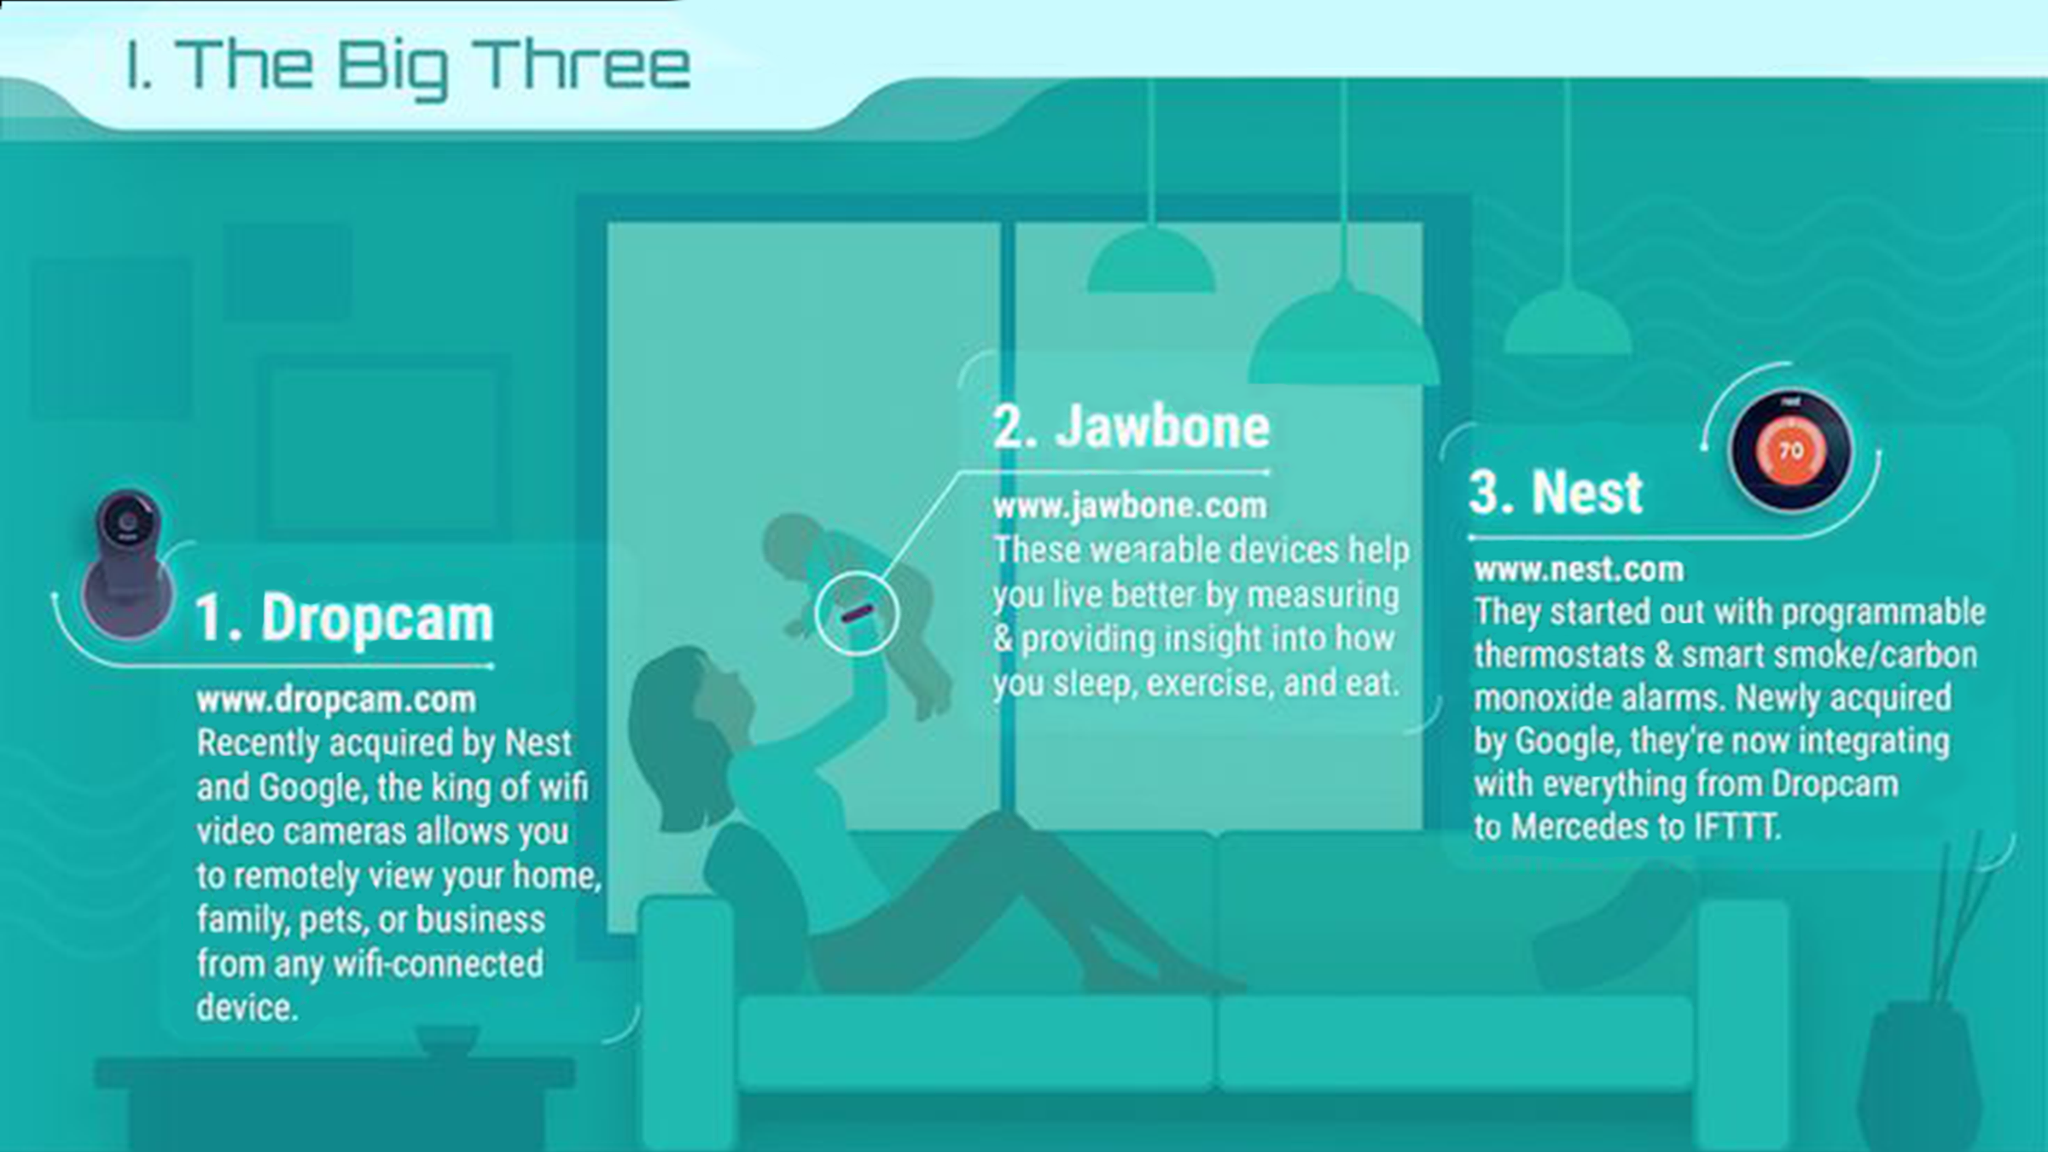 I. The Big Three
1. Dropcam
www.dropcam.com
Recently acquired by Nest
and Google, the king of wifi
video cameras allows you
to remotely view your home,
family, pets, or business
from any wifi-connected
device.
2. Jawbone
www.jawbone.com
These wearable devices help
you live better by measuring
& providing insight into how
you sleep, exercise, and eat.
nest
70
3. Nest
www.nest.com
They started out with programmable
thermostats & smart smoke/carbon
monoxide alarms. Newly acquired
by Google, they're now integrating
with everything from Dropcam
to Mercedes to IFTTT.